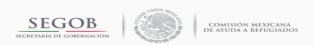 SEGOB
SECRETARÍA DE GOBERNACIÓN
COMISIÓN MEXICANA
DE AYUDA A REFUGIADOS